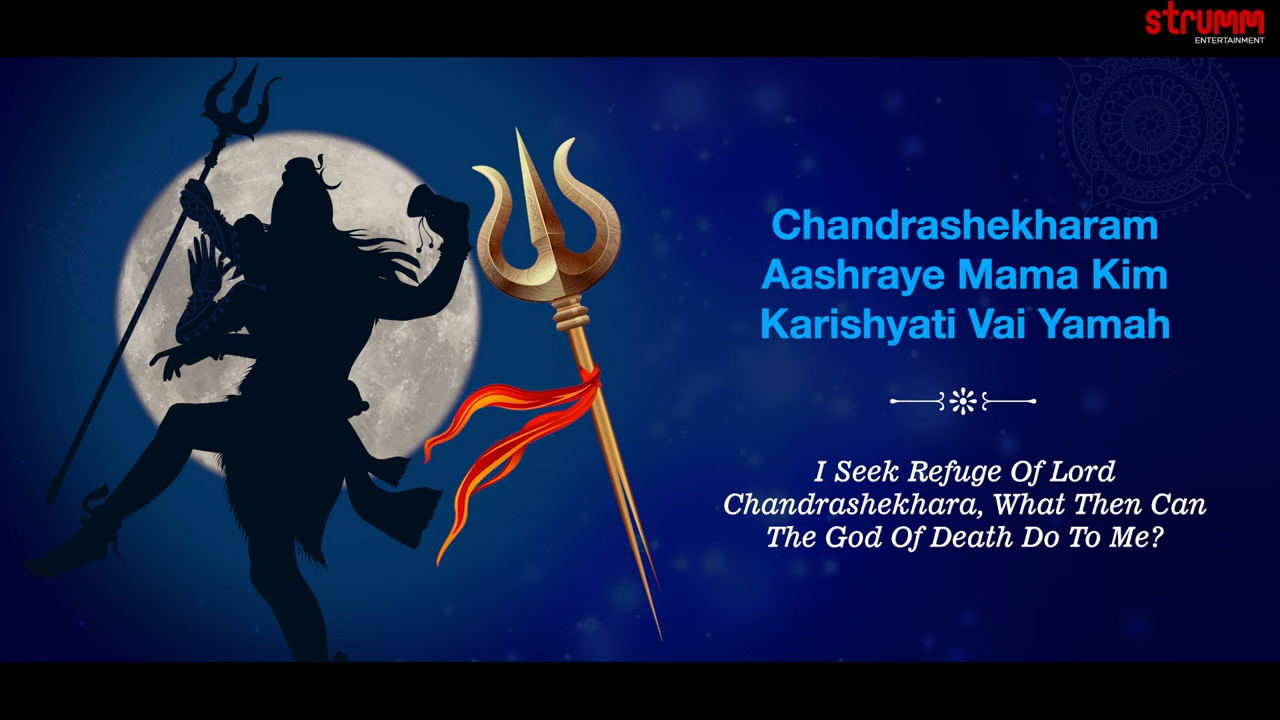 strumm
ENTERTAINMENT
Chandrashekharam
Aashraye Mama Kim
Karishyati Vai Yamah
I Seek Refuge Of Lord
Chandrashekhara, What Then Can
The God Of Death Do To Me?